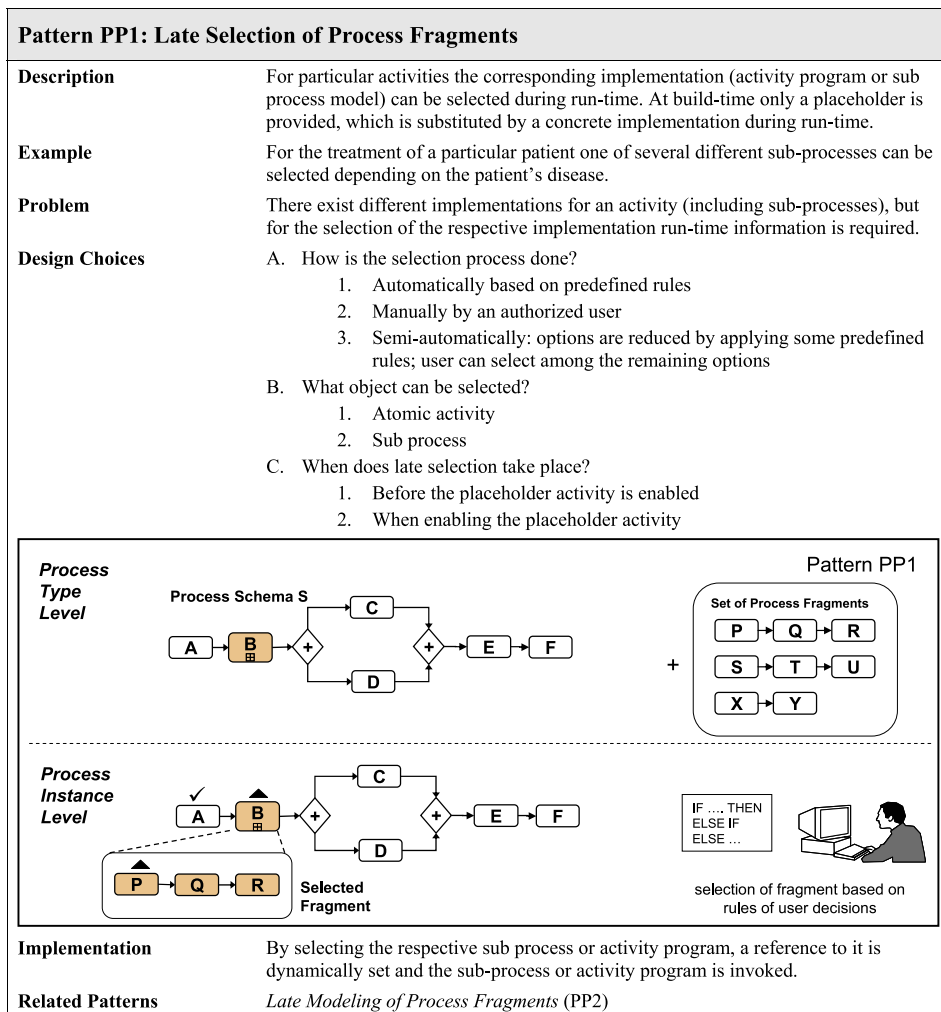 Pattern PP1: Late Selection of Process Fragments
Description
For particular activities the corresponding implementation (activity program or sub
process model) can be selected during run-time. At build-time only a placeholder is
provided, which is substituted by a concrete implementation during run-time.
Example
For the treatment of a particular patient one of several different sub-processes can be
selected depending on the patient's disease.
Problem
There exist different implementations for an activity (including sub-processes), but
for the selection of the respective implementation run-time information is required.
Design Choices
A. How is the selection process done?
1. Automatically based on predefined rules
2. Manually by an authorized user
3. Semi-automatically: options are reduced by applying some predefined
rules; user can select among the remaining options
B. What object can be selected?
1. Atomic activity
2. Sub process
C. When does late selection take place?
1. Before the placeholder activity is enabled
2. When enabling the placeholder activity
Process
Type
Level
Pattern PP1
Process Schema S
A
B
+
C
D
+
E
F
+
Set of Process Fragments
P Q R
S T U
X Y
Process
Instance
Level
A
B
+
C
D
+
E
F
P Q R
Selected
Fragment
IF .... THEN
ELSE IF
ELSE ...
selection of fragment based on
rules of user decisions
Implementation
By selecting the respective sub process or activity program, a reference to it is
dynamically set and the sub-process or activity program is invoked.
Related Patterns
Late Modeling of Process Fragments (PP2)